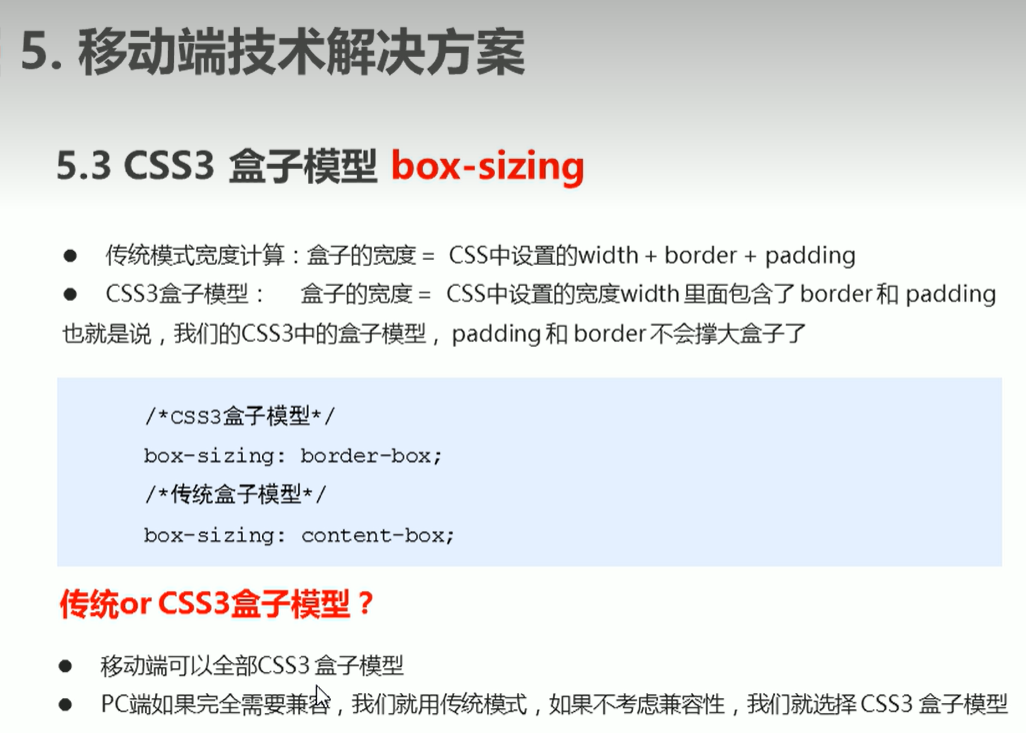 5. 移动端技术解决方案
5.3 CSS3 盒子模型 box-sizing
● 传统模式宽度计算：盒子的宽度 = CSS中设置的width + border + padding
● CSS3盒子模型： 盒子的宽度 = CSS中设置的宽度width 里面包含了 border 和 padding
也就是说，我们的CSS3中的盒子模型，padding 和 border 不会撑大盒子了
/*CSS3盒子模型*/
box-sizing: border-box;
/*传统盒子模型*/
box-sizing: content-box;
传统or CSS3盒子模型？
● 移动端可以全部CSS3 盒子模型
● PC端如果完全需要兼容，我们就用传统模式，如果不考虑兼容性，我们就选择 CSS3 盒子模型